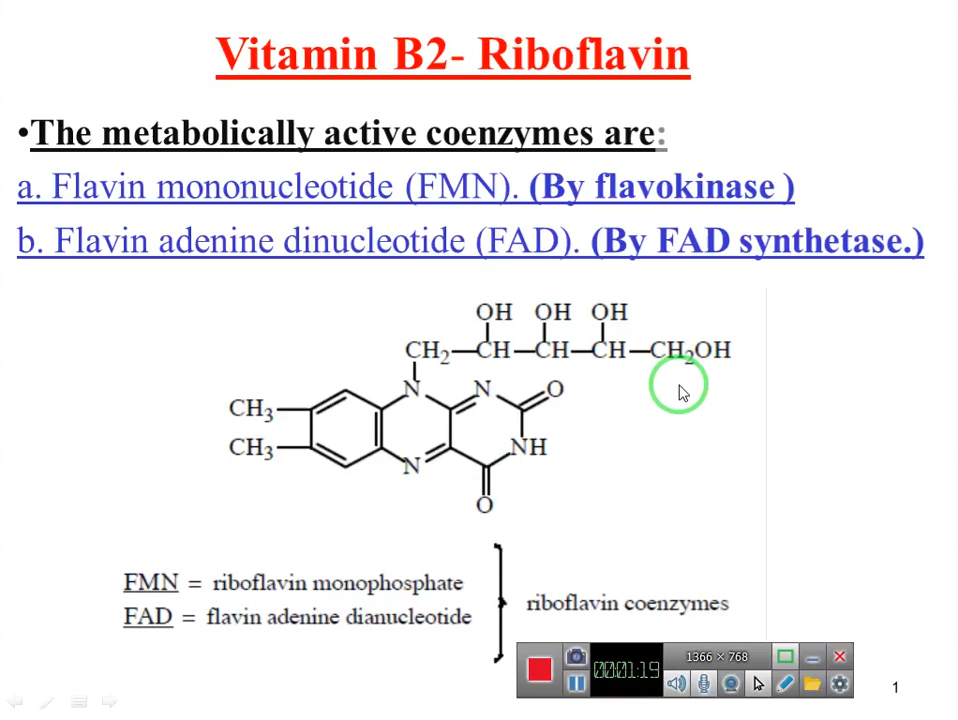 Vitamin B2- Riboflavin
•The metabolically active coenzymes are:
a. Flavin mononucleotide (FMN). (By flavokinase )
b. Flavin adenine dinucleotide (FAD). (By FAD synthetase.)
OH OH OH
CH2 CH CH CH CH2OH
N N O
CH3
CH3 NH
N
O
FMN = riboflavin monophosphate
FAD = flavin adenine dianucleotide
riboflavin coenzymes
1366 × 768
00:01:19
1